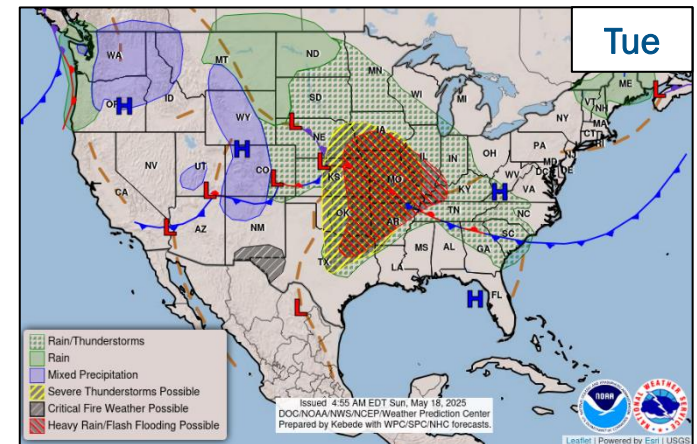 Tue
WA
MT
ND
MN
ME
VT
NH
OR
H
ID
SD
WI
MI
NY
MA
CT
RI
L
WY
L
NE
IA
PA
NJ
NV
UT
H
CO
L
L
KS
MO
IL
IN
OH
WV
MD
DE
DC
VA
CA
L
KY
H
AZ
NM
OK
AR
TN
NC
L
TX
LA
MS
AL
GA
SC
L
H
FL
Rain/Thunderstorms
Rain
Mixed Precipitation
Severe Thunderstorms Possible
Critical Fire Weather Possible
Heavy Rain/Flash Flooding Possible
Issued 4:55 AM EDT Sun, May 18, 2025
DOC/NOAA/NWS/NCEP/Weather Prediction Center
Prepared by Kebede with WPC/SPC/NHC forecasts.
NOAA
NATIONAL WEATHER SERVICE
Leaflet | Powered by Esri | USGS